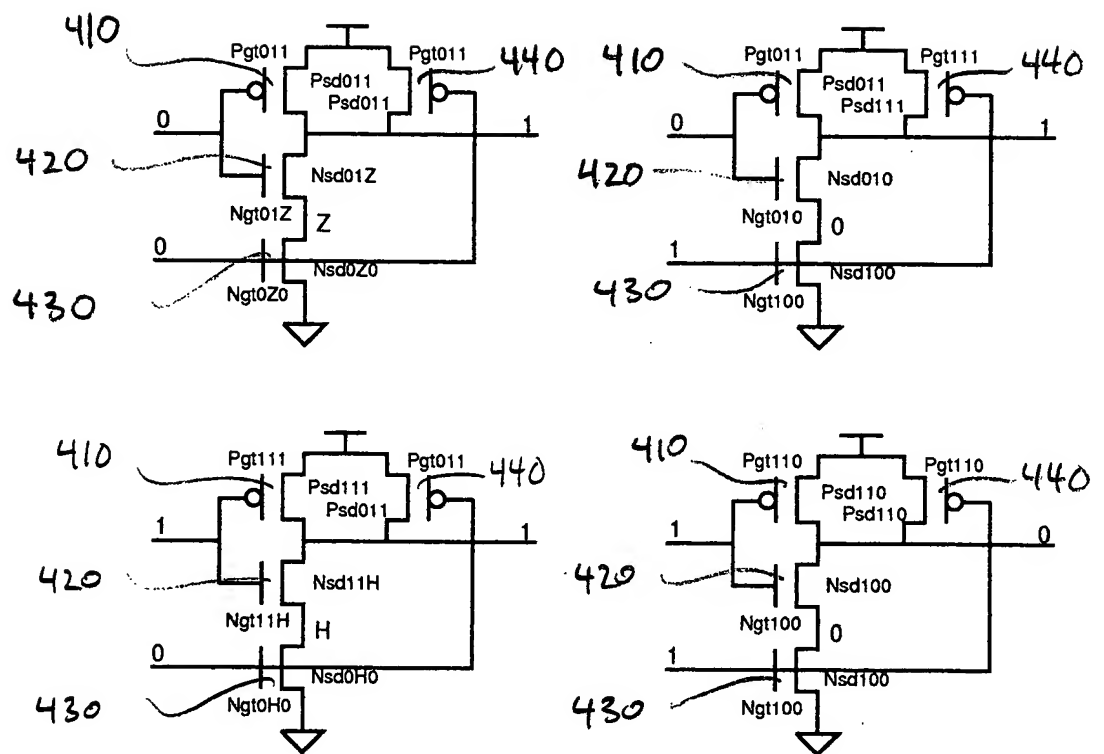 410
Pgt011
Pgt011
440
Psd011
Psd011
0
1
420
Nsd01Z
Ngt01Z
Z
0
Nsd0Z0
Ngt0Z0
430
410
Pgt011
Pgt111
440
Psd011
Psd111
0
1
420
Nsd010
Ngt010
0
1
Nsd100
Ngt100
430
410
Pgt111
Pgt011
440
Psd111
Psd011
1
1
420
Nsd11H
Ngt11H
H
0
Nsd0H0
Ngt0H0
430
410
Pgt110
Pgt110
440
Psd110
Psd110
1
0
420
Nsd100
Ngt100
0
1
Nsd100
Ngt100
430